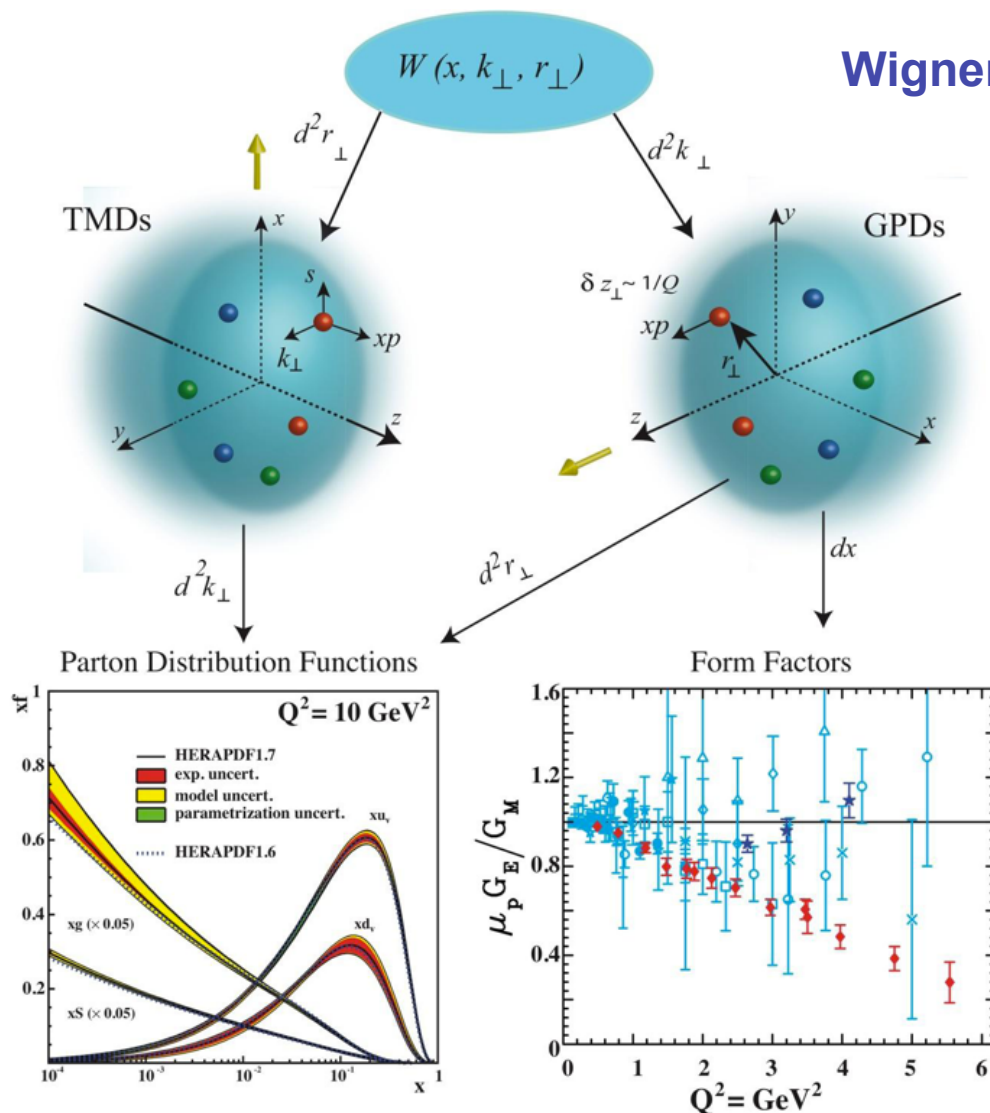 W (x, k⊥, r⊥)
Wigner
d²r⊥
d²k⊥
TMDs
GPDs
x
s
k⊥
xp
y
z
y
δ z⊥~ 1/Q
xp
r⊥
z
x
d²k⊥
d²r⊥
dx
Parton Distribution Functions
xf
1
0.8
0.6
0.4
0.2
Q² = 10 GeV²
HERAPDF1.7
exp. uncert.
model uncert.
parametrization uncert.
HERAPDF1.6
xuᵥ
xdᵥ
xg (× 0.05)
xS (× 0.05)
10⁻⁴
10⁻³
10⁻²
10⁻¹
1
x
Form Factors
μ_p G_E/G_M
1.6
1.2
0.8
0.4
0
0
1
2
3
4
5
6
Q² = GeV²